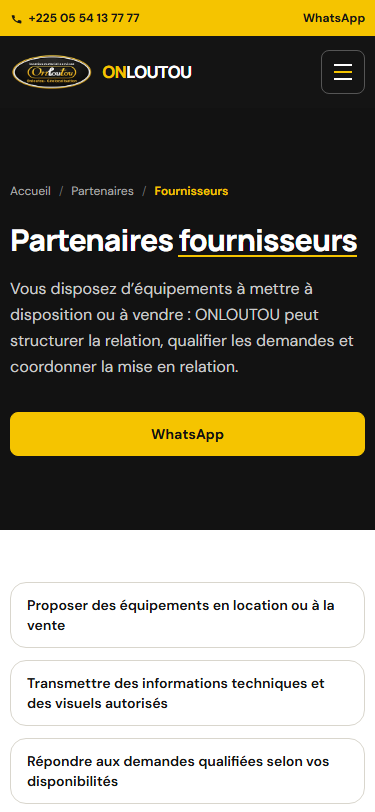 +225 05 54 13 77 77
WhatsApp
Onloutou
ONLOUTOU
Accueil / Partenaires / Fournisseurs
Partenaires fournisseurs
Vous disposez d’équipements à mettre à
disposition ou à vendre : ONLOUTOU peut
structurer la relation, qualifier les demandes et
coordonner la mise en relation.
WhatsApp
Proposer des équipements en location ou à la
vente
Transmettre des informations techniques et
des visuels autorisés
Répondre aux demandes qualifiées selon vos
disponibilités